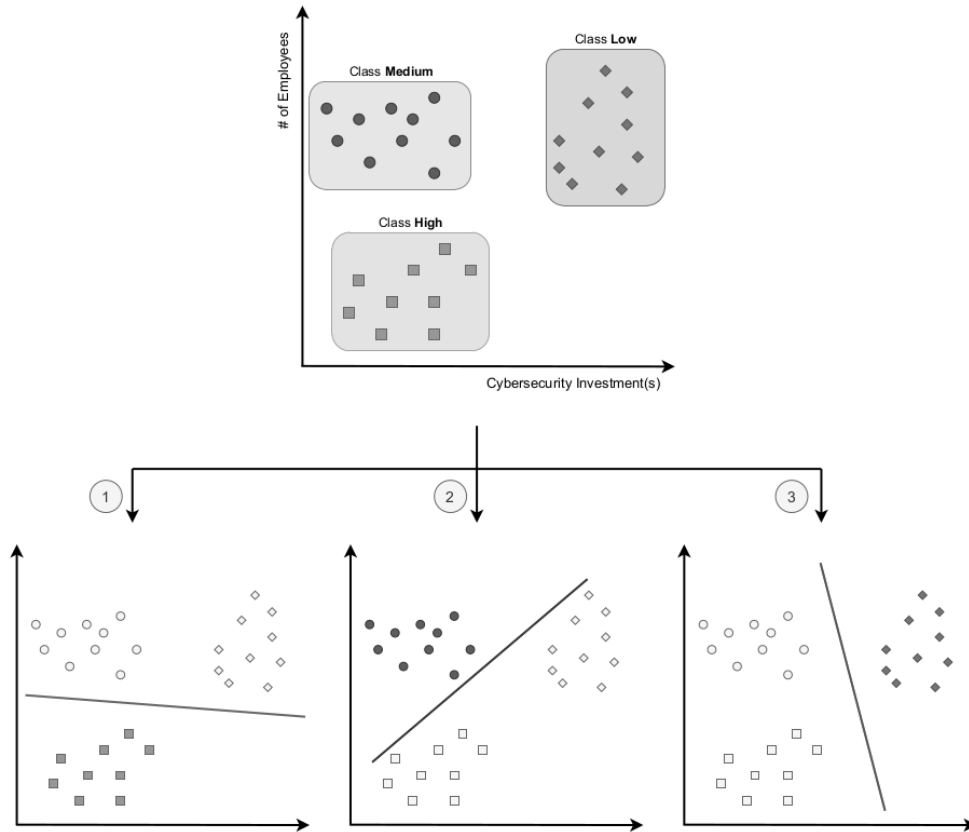 # of Employees
Class Low
Class Medium
Class High
Cybersecurity Investment(s)
1
2
3